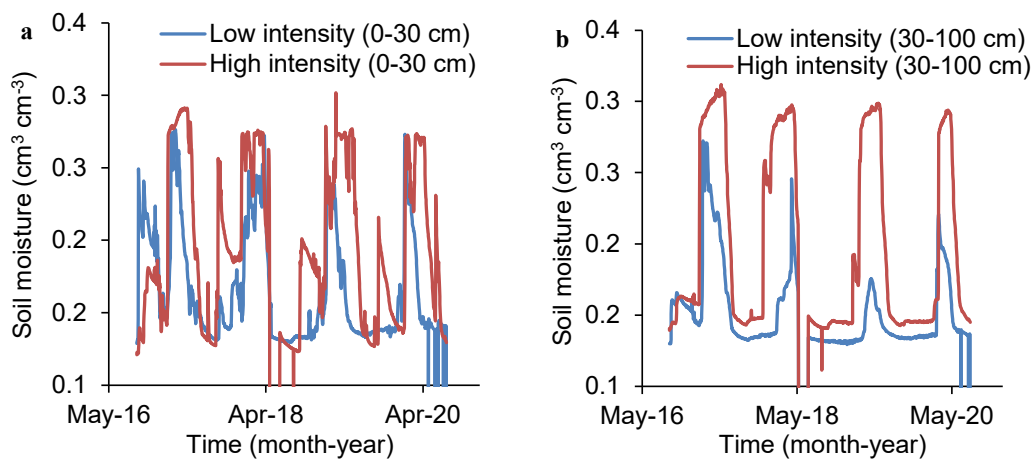 a
Low intensity (0-30 cm)
High intensity (0-30 cm)
Soil moisture (cm³ cm⁻³)
0.4
0.3
0.3
0.2
0.2
0.1
May-16
Apr-18
Apr-20
Time (month-year)
b
Low intensity (30-100 cm)
High intensity (30-100 cm)
Soil moisture (cm³ cm⁻³)
0.4
0.3
0.3
0.2
0.2
0.1
May-16
May-18
May-20
Time (month-year)